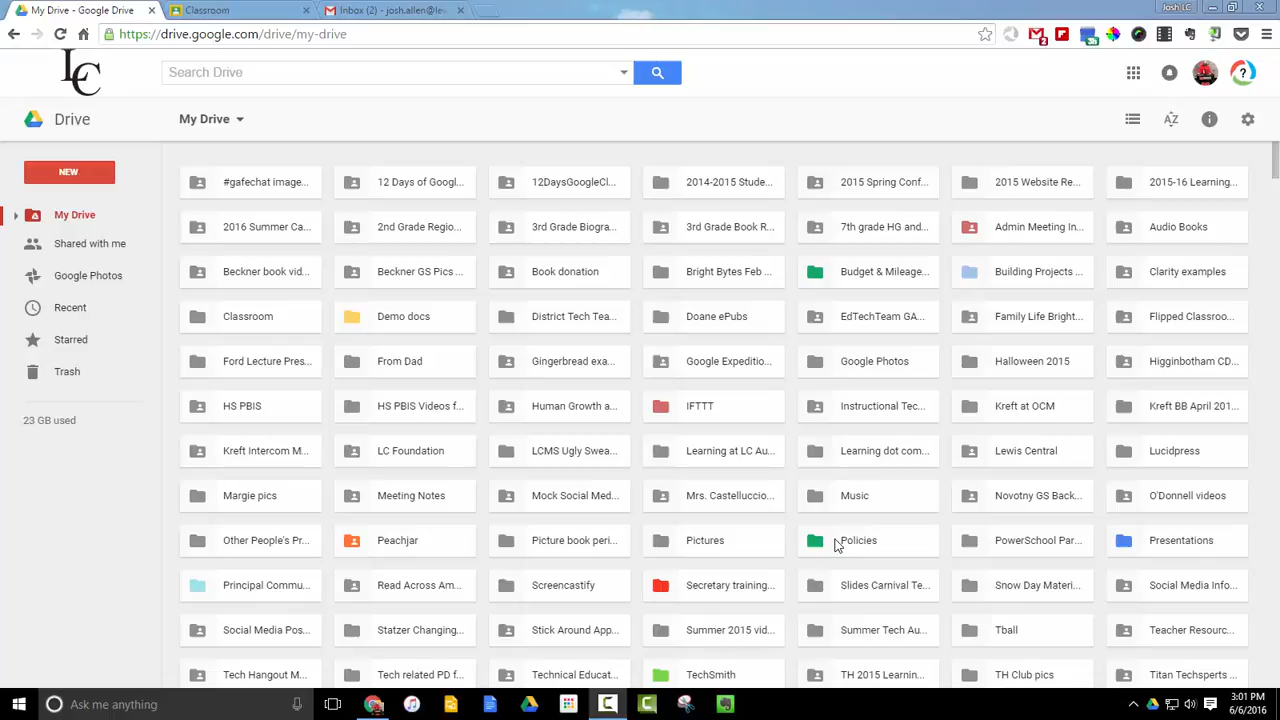 My Drive - Google Drive
Classroom
Inbox (2) - josh.allen@le
Josh LC
https://drive.google.com/drive/my-drive
2
LC
Search Drive
Drive
My Drive
AZ
NEW
My Drive
Shared with me
Google Photos
Recent
Starred
Trash
23 GB used
#gafechat image... 12 Days of Googl... 12DaysGoogleCl... 2014-2015 Stude... 2015 Spring Conf... 2015 Website Re... 2015-16 Learning...
2016 Summer Ca... 2nd Grade Regio... 3rd Grade Biogra... 3rd Grade Book R... 7th grade HG and... Admin Meeting In... Audio Books
Beckner book vid... Beckner GS Pics ... Book donation Bright Bytes Feb ... Budget & Mileage... Building Projects ... Clarity examples
Classroom Demo docs District Tech Tea... Doane ePubs EdTechTeam GA... Family Life Bright... Flipped Classroo...
Ford Lecture Pres... From Dad Gingerbread exa... Google Expeditio... Google Photos Halloween 2015 Higginbotham CD...
HS PBIS HS PBIS Videos f... Human Growth a... IFTTT Instructional Tec... Kreft at OCM Kreft BB April 201...
Kreft Intercom M... LC Foundation LCMS Ugly Swea... Learning at LC Au... Learning dot com... Lewis Central Lucidpress
Margie pics Meeting Notes Mock Social Med... Mrs. Castelluccio... Music Novotny GS Back... O'Donnell videos
Other People's Pr... Peachjar Picture book peri... Pictures Policies PowerSchool Par... Presentations
Principal Commu... Read Across Am... Screencastify Secretary training... Slides Carnival Te... Snow Day Materi... Social Media Info...
Social Media Pos... Statzer Changing... Stick Around App... Summer 2015 vid... Summer Tech Au... Tball Teacher Resourc...
Tech Hangout M... Tech related PD f... Technical Educat... TechSmith TH 2015 Learnin... TH Club pics Titan Techsperts ...
Ask me anything
3:01 PM
6/6/2016